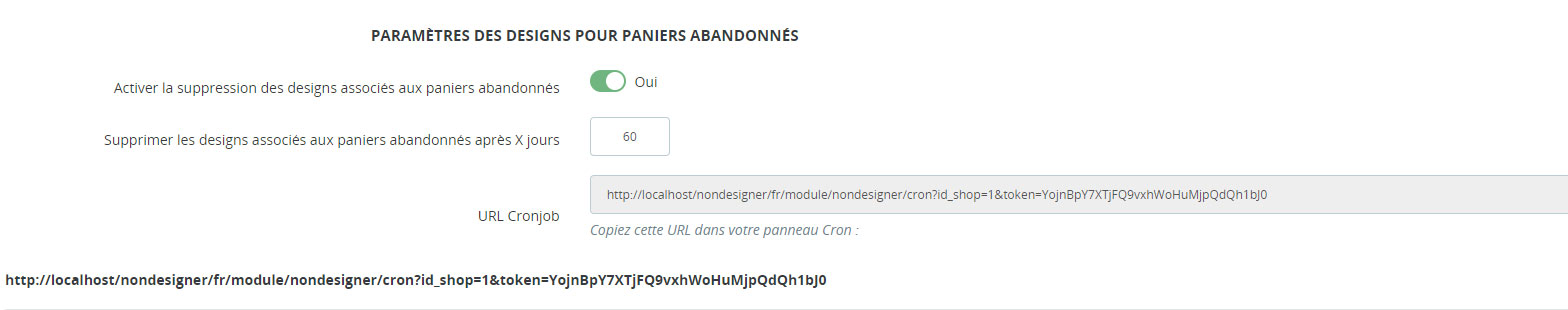 PARAMÈTRES DES DESIGNS POUR PANIERS ABANDONNÉS
Activer la suppression des designs associés aux paniers abandonnés Oui
Supprimer les designs associés aux paniers abandonnés après X jours 60
http://localhost/nondesigner/fr/module/nondesigner/cron?id_shop=1&token=YojnBpY7XTjFQ9vxhWoHuMjpQdQh1bJ0
URL Cronjob
Copiez cette URL dans votre panneau Cron :
http://localhost/nondesigner/fr/module/nondesigner/cron?id_shop=1&token=YojnBpY7XTjFQ9vxhWoHuMjpQdQh1bJ0